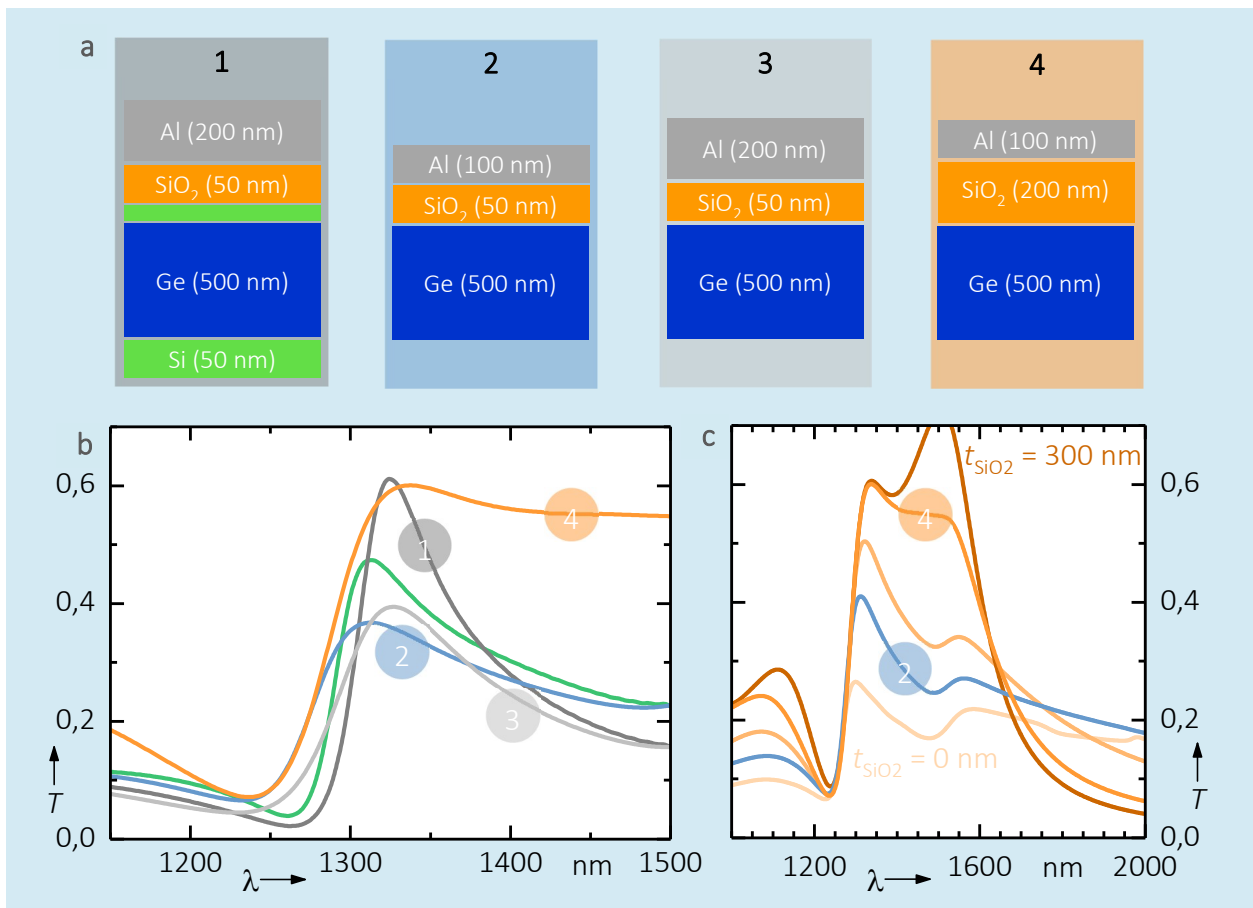 a
1 2 3 4
Al (200 nm)
SiO₂ (50 nm)
Ge (500 nm)
Si (50 nm)
Al (100 nm)
SiO₂ (50 nm)
Ge (500 nm)
Al (200 nm)
SiO₂ (50 nm)
Ge (500 nm)
Al (100 nm)
SiO₂ (200 nm)
Ge (500 nm)
b
0,6
0,4
0,2
0,0
T
1
2
3
4
1200 1300 1400 nm 1500
λ
c
t SiO2 = 300 nm
4
2
t SiO2 = 0 nm
0,6
0,4
0,2
0,0
T
1200 1600 nm 2000
λ